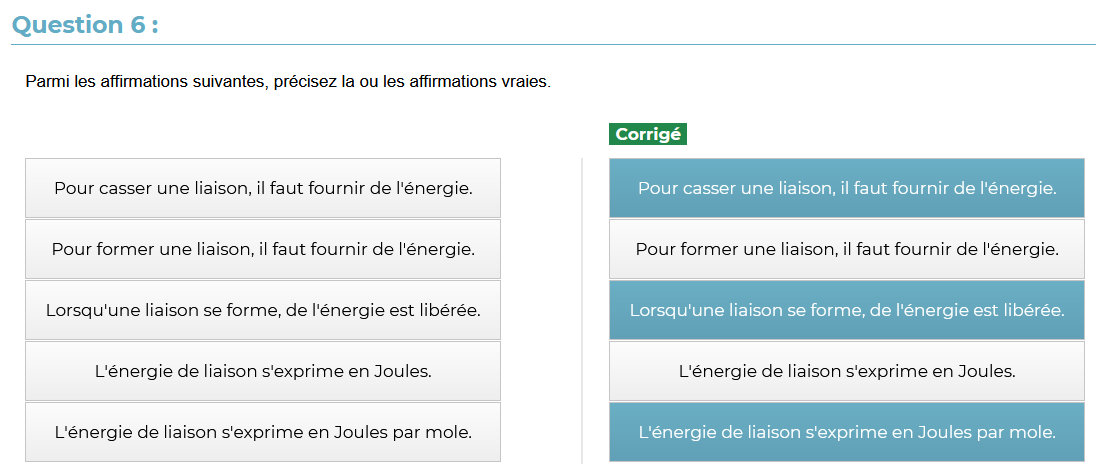 Question 6 :
Parmi les affirmations suivantes, précisez la ou les affirmations vraies.
Corrigé
Pour casser une liaison, il faut fournir de l'énergie.
Pour former une liaison, il faut fournir de l'énergie.
Lorsqu'une liaison se forme, de l'énergie est libérée.
L'énergie de liaison s'exprime en Joules.
L'énergie de liaison s'exprime en Joules par mole.
Pour casser une liaison, il faut fournir de l'énergie.
Pour former une liaison, il faut fournir de l'énergie.
Lorsqu'une liaison se forme, de l'énergie est libérée.
L'énergie de liaison s'exprime en Joules.
L'énergie de liaison s'exprime en Joules par mole.